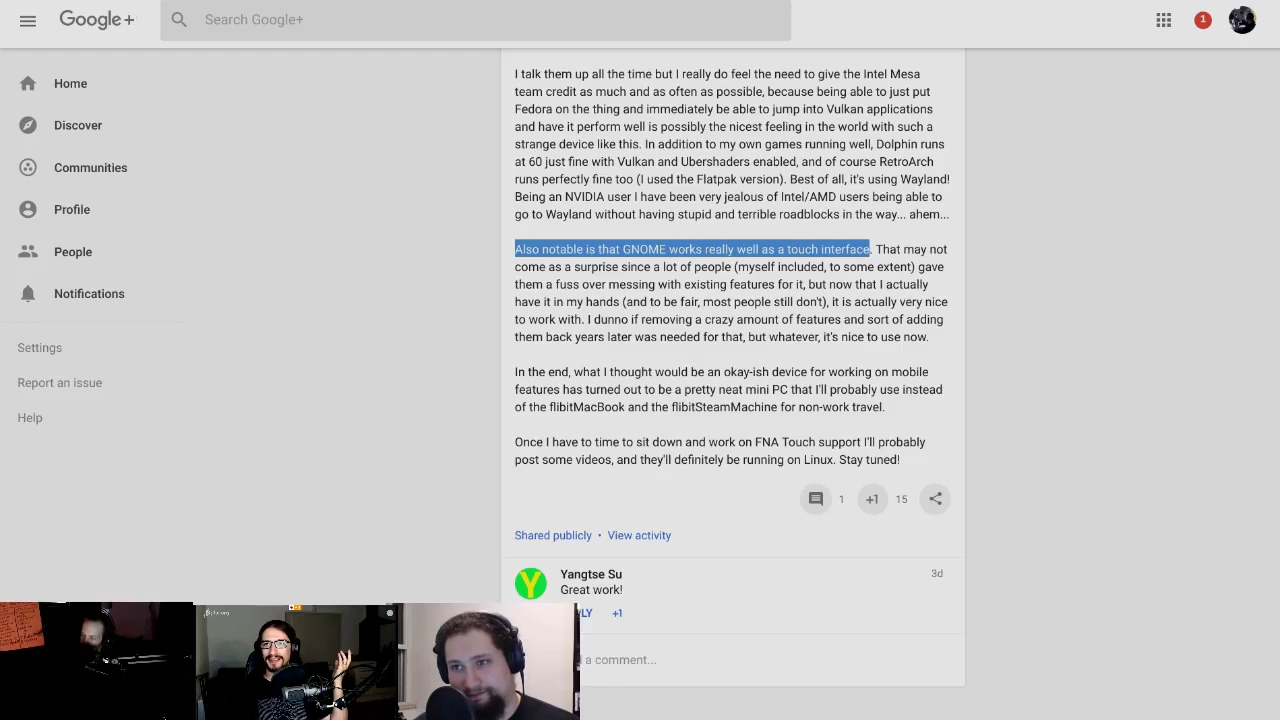 Google+
Search Google+
1
Home
Discover
Communities
Profile
People
Notifications
Settings
Report an issue
Help
I talk them up all the time but I really do feel the need to give the Intel Mesa
team credit as much and as often as possible, because being able to just put
Fedora on the thing and immediately be able to jump into Vulkan applications
and have it perform well is possibly the nicest feeling in the world with such a
strange device like this. In addition to my own games running well, Dolphin runs
at 60 just fine with Vulkan and Ubershaders enabled, and of course RetroArch
runs perfectly fine too (I used the Flatpak version). Best of all, it's using Wayland!
Being an NVIDIA user I have been very jealous of Intel/AMD users being able to
go to Wayland without having stupid and terrible roadblocks in the way... ahem...
Also notable is that GNOME works really well as a touch interface. That may not
come as a surprise since a lot of people (myself included, to some extent) gave
them a fuss over messing with existing features for it, but now that I actually
have it in my hands (and to be fair, most people still don't), it is actually very nice
to work with. I dunno if removing a crazy amount of features and sort of adding
them back years later was needed for that, but whatever, it's nice to use now.
In the end, what I thought would be an okay-ish device for working on mobile
features has turned out to be a pretty neat mini PC that I'll probably use instead
of the flibitMacBook and the flibitSteamMachine for non-work travel.
Once I have to time to sit down and work on FNA Touch support I'll probably
post some videos, and they'll definitely be running on Linux. Stay tuned!
1 +1 15
Shared publicly • View activity
Yangtse Su 3d
Great work!
LY +1
a comment...